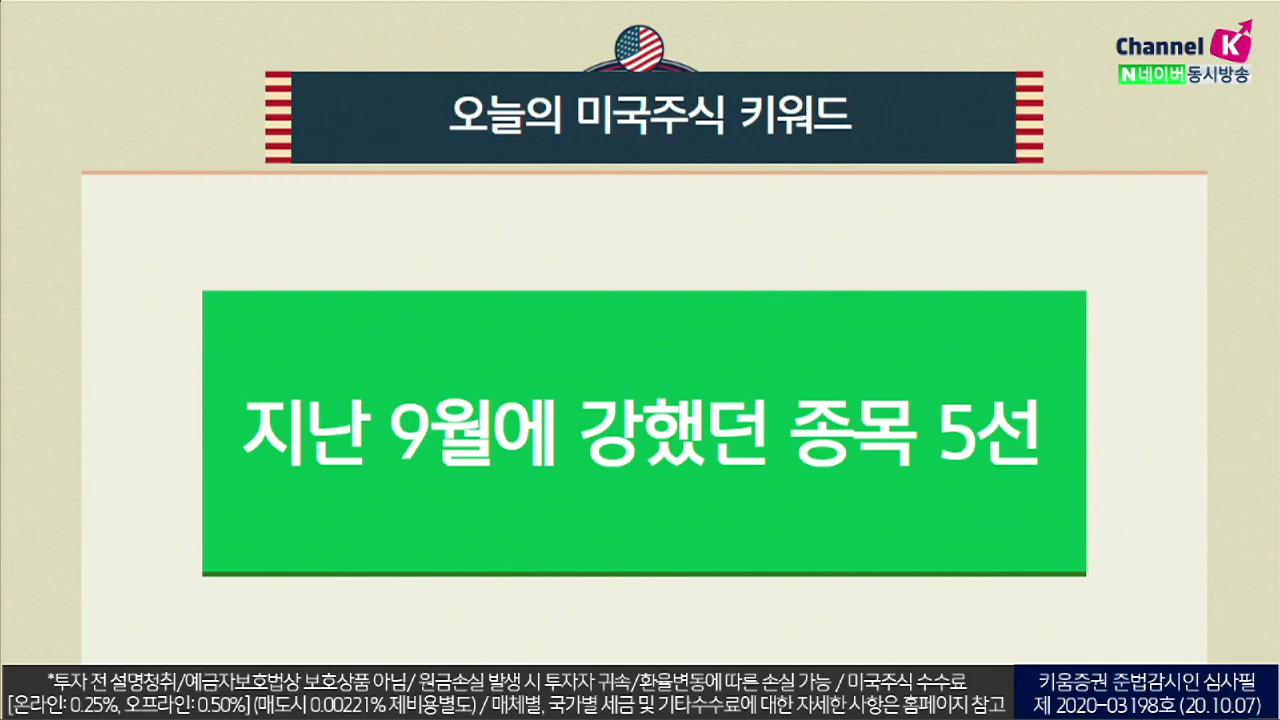 Channel K
N 네이버 동시방송
오늘의 미국주식 키워드
지난 9월에 강했던 종목 5선
*투자 전 설명청취/예금자보호법상 보호상품 아님/ 원금손실 발생 시 투자자 귀속/환율변동에 따른 손실 가능 / 미국주식 수수료
[온라인: 0.25%, 오프라인: 0.50%] (매도시 0.00221% 제비용별도) / 매체별, 국가별 세금 및 기타수수료에 대한 자세한 사항은 홈페이지 참고
키움증권 준법감시인 심사필
제 2020-03198호 (20.10.07)